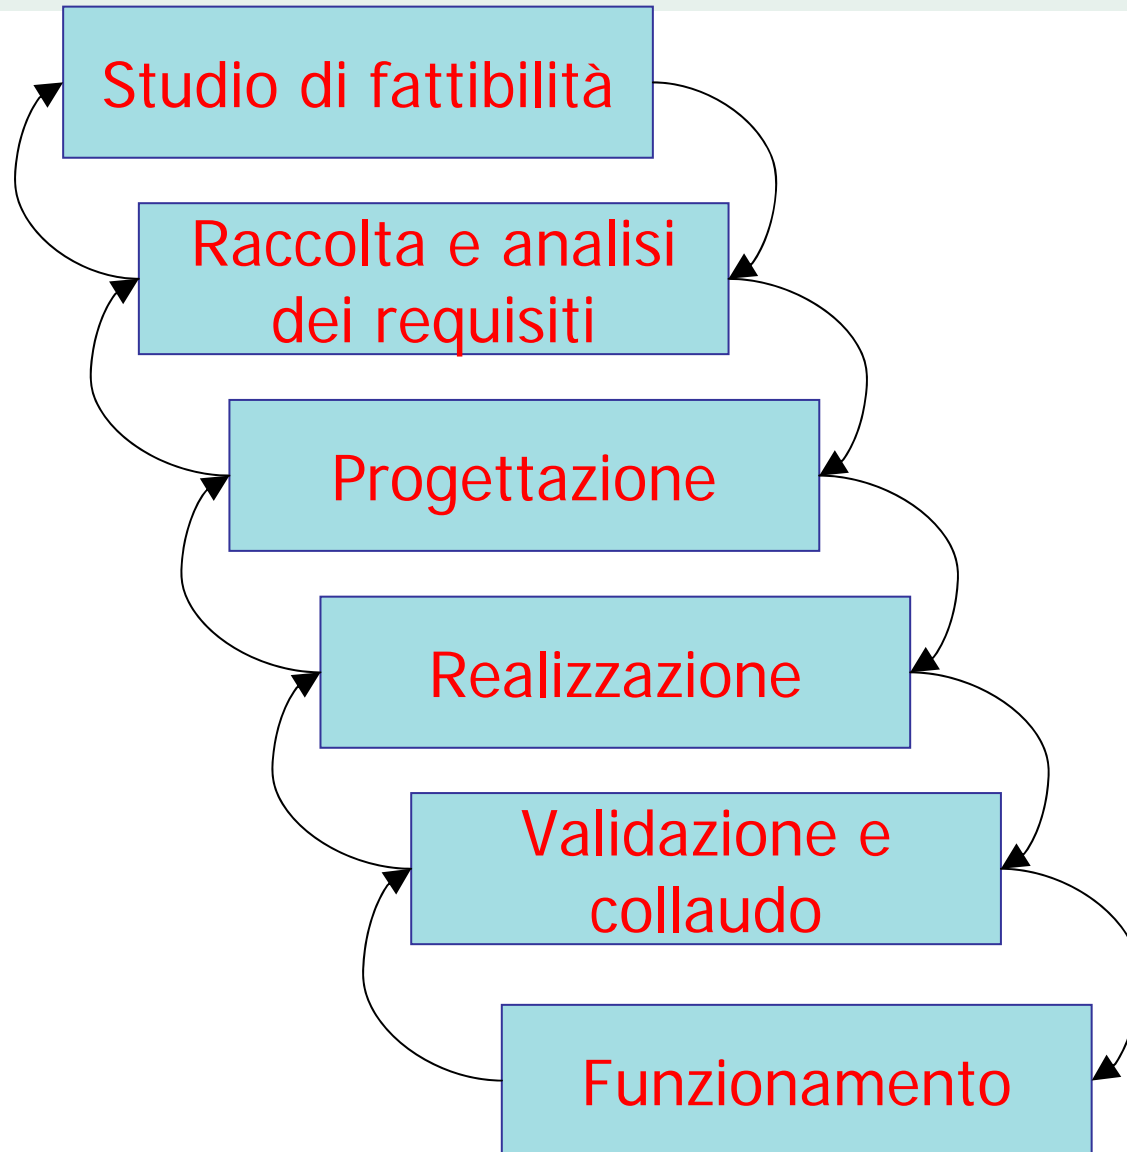 Studio di fattibilità
Raccolta e analisi
dei requisiti
Progettazione
Realizzazione
Validazione e
collaudo
Funzionamento